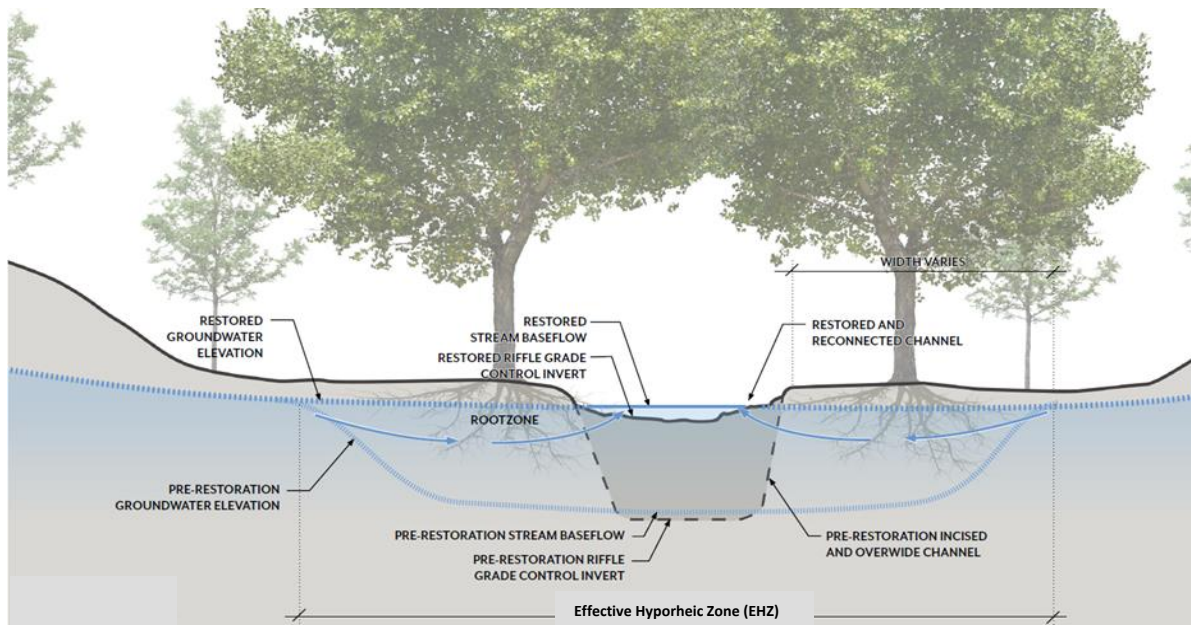 WIDTH VARIES
RESTORED
GROUNDWATER
ELEVATION
RESTORED
STREAM BASEFLOW
RESTORED RIFFLE GRADE
CONTROL INVERT
RESTORED AND
RECONNECTED CHANNEL
ROOTZONE
PRE-RESTORATION
GROUNDWATER ELEVATION
PRE-RESTORATION STREAM BASEFLOW
PRE-RESTORATION RIFFLE
GRADE CONTROL INVERT
PRE-RESTORATION INCISED
AND OVERWIDE CHANNEL
Effective Hyporheic Zone (EHZ)